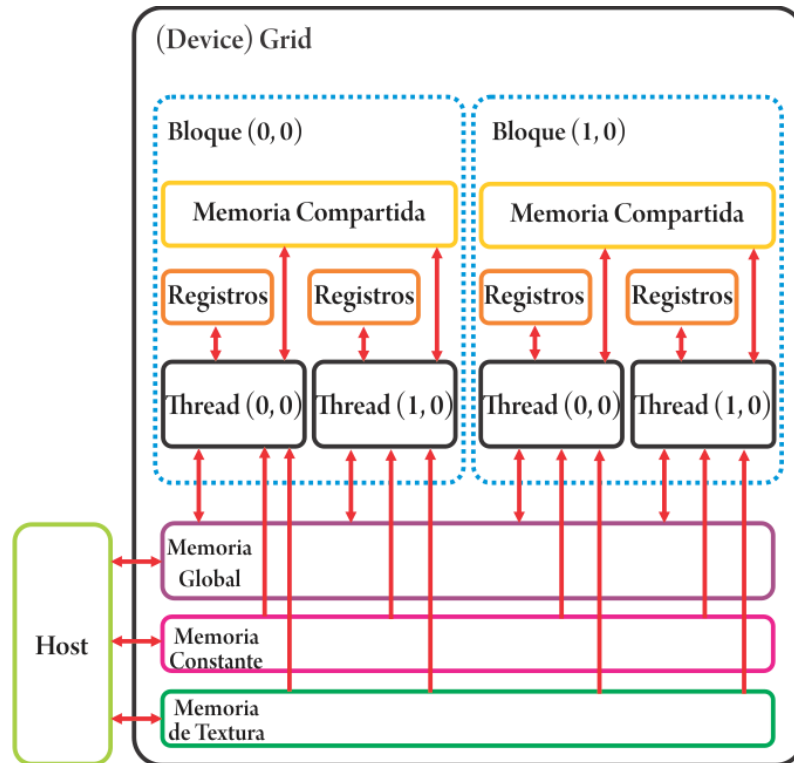 (Device) Grid
Bloque (0, 0)
Bloque (1, 0)
Memoria Compartida
Memoria Compartida
Registros
Registros
Registros
Registros
Thread (0, 0)
Thread (1, 0)
Thread (0, 0)
Thread (1, 0)
Memoria
Global
Host
Memoria
Constante
Memoria
de Textura